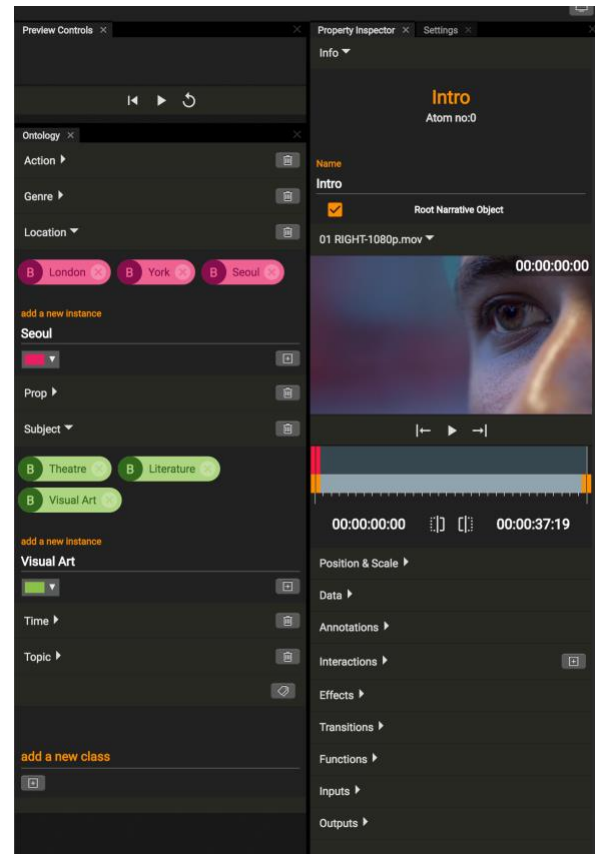 Preview Controls
Ontology
Action
Genre
Location
B London B York B Seoul
add a new instance
Seoul
Prop
Subject
B Theatre B Literature
B Visual Art
add a new instance
Visual Art
Time
Topic
add a new class
Property Inspector Settings
Info
Intro
Atom no:0
Name
Intro
Root Narrative Object
01 RIGHT-1080p.mov
00:00:00:00
00:00:00:00 00:00:37:19
Position & Scale
Data
Annotations
Interactions
Effects
Transitions
Functions
Inputs
Outputs